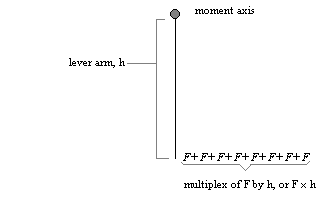 moment axis
lever arm, h
F+F+F+F+F+F+F+F
multiplex of F by h, or F × h